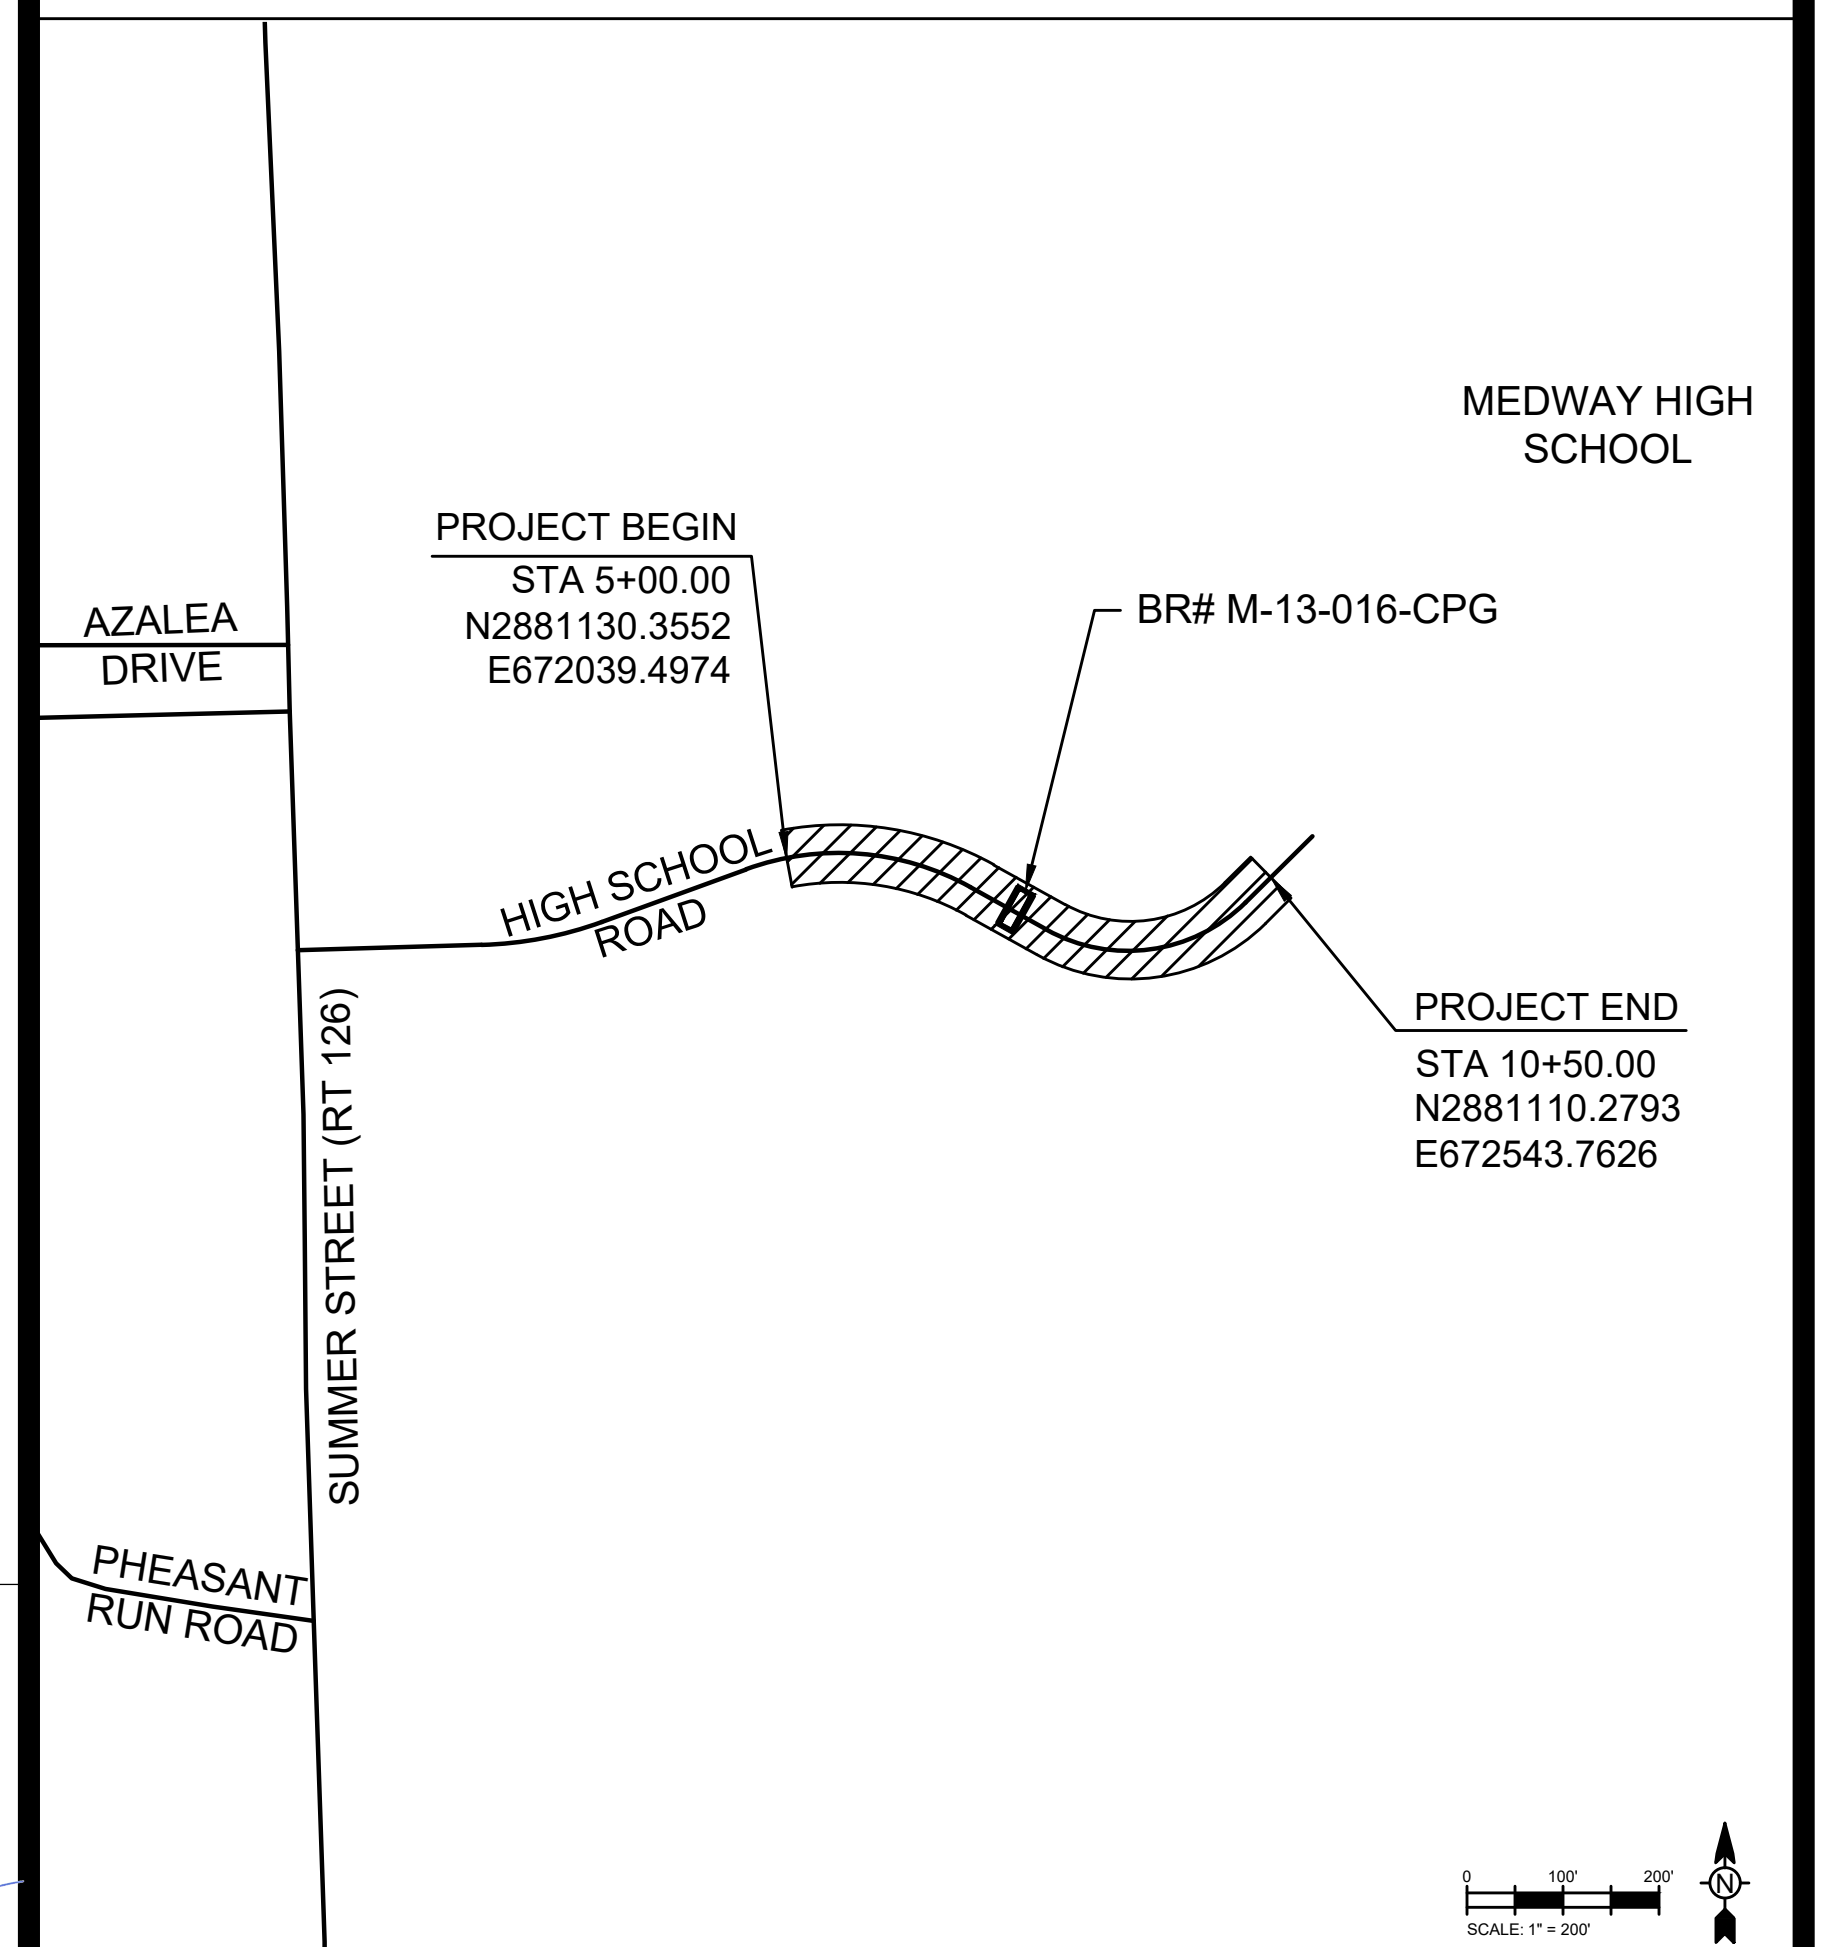 MEDWAY HIGH
SCHOOL
PROJECT BEGIN
STA 5+00.00
N2881130.3552
E672039.4974
BR# M-13-016-CPG
AZALEA
DRIVE
HIGH SCHOOL
ROAD
SUMMER STREET (RT 126)
PROJECT END
STA 10+50.00
N2881110.2793
E672543.7626
PHEASANT
RUN ROAD
0 100' 200'
SCALE: 1" = 200'
N